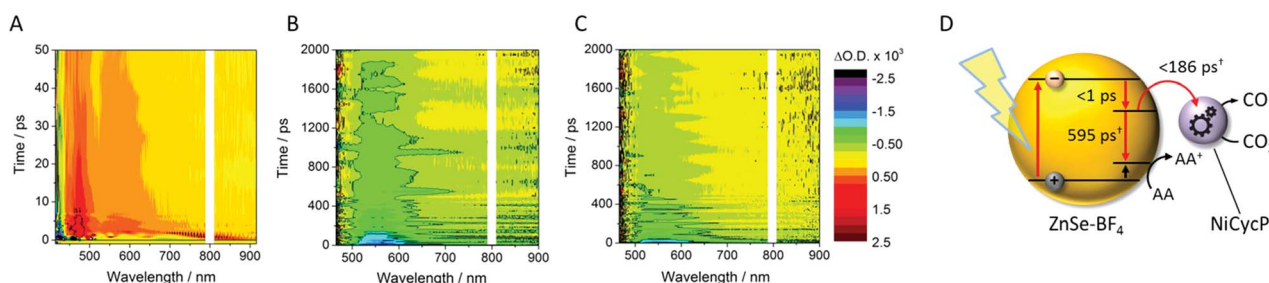 A
50
40
30
20
10
0
Time / ps
500
600
700
800
900
Wavelength / nm
B
2000
1600
1200
800
400
0
Time / ps
500
600
700
800
900
Wavelength / nm
C
2000
1600
1200
800
400
0
Time / ps
500
600
700
800
900
Wavelength / nm
ΔO.D. x 10³
-2.5
-1.5
-0.50
0.50
1.5
2.5
D
<186 ps†
<1 ps
595 ps†
−
+
CO
CO
AA⁺
AA
ZnSe-BF₄
NiCycP